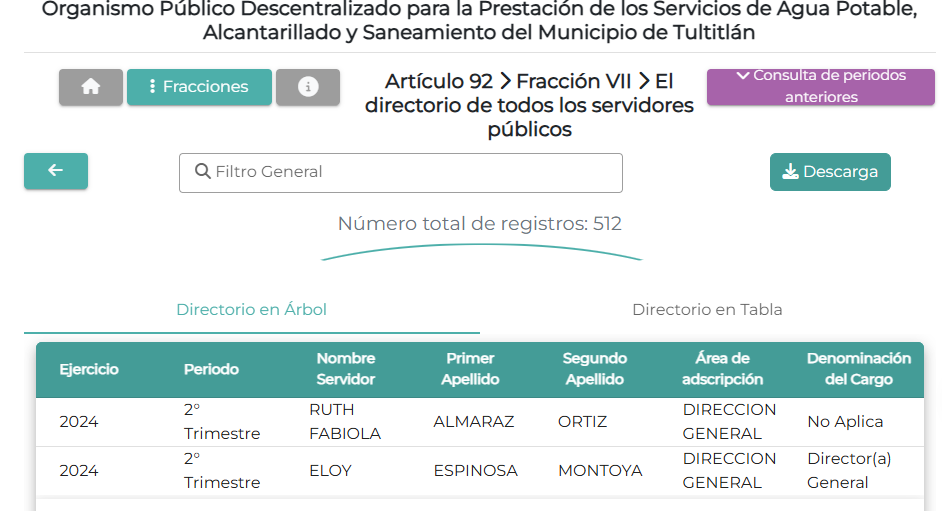 Organismo Público Descentralizado para la Prestación de los Servicios de Agua Potable,
Alcantarillado y Saneamiento del Municipio de Tultitlán
Fracciones
Artículo 92 > Fracción VII > El
directorio de todos los servidores
públicos
Consulta de periodos
anteriores
Filtro General
Descarga
Número total de registros: 512
Directorio en Árbol
Directorio en Tabla
Ejercicio Periodo Nombre Servidor Primer Apellido Segundo Apellido Área de adscripción Denominación del Cargo
2024 2° Trimestre RUTH FABIOLA ALMARAZ ORTIZ DIRECCION GENERAL No Aplica
2024 2° Trimestre ELOY ESPINOSA MONTOYA DIRECCION GENERAL Director(a) General